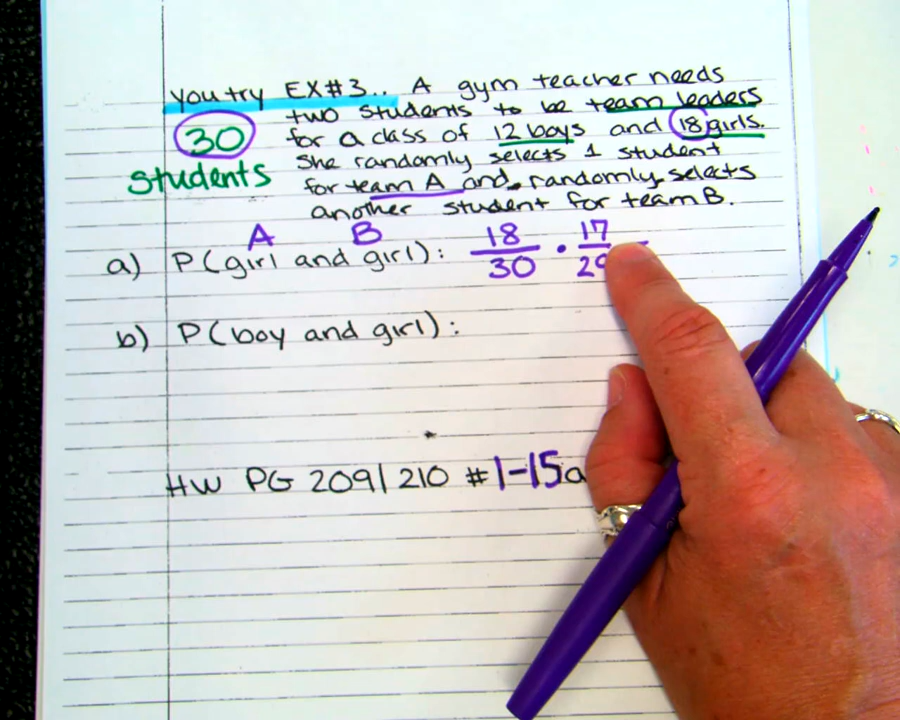 You try EX#3.. A gym teacher needs
two students to be team leaders
for a class of 12 boys and 18 girls.
She randomly selects 1 student
for team A and randomly selects
another student for team B.
30
students
A B
a) P(girl and girl): 18/30 · 17/29
b) P(boy and girl):
HW PG 209/210 #1-15a